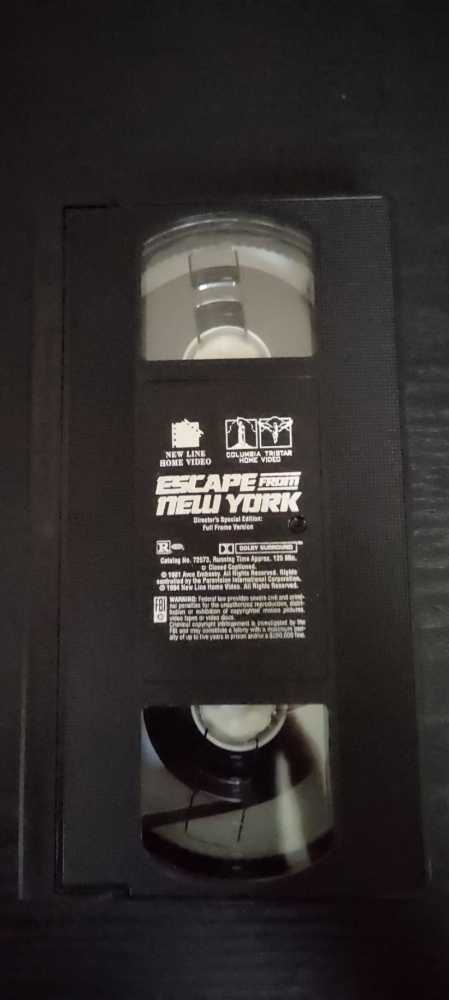 NEW LINE
HOME VIDEO
COLUMBIA TRISTAR
HOME VIDEO
ESCAPE FROM
NEW YORK
Director's Special Edition:
Full Frame Version
R
DOLBY SURROUND
Catalog No. 72573, Running Time Approx. 125 Min.
Closed Captioned.
© 1981 Avco Embassy. All Rights Reserved. Rights
controlled by the Paravision International Corporation.
© 1994 New Line Home Video. All Rights Reserved.
FBI
WARNING: Federal law provides severe civil and crimi-
nal penalties for the unauthorized reproduction, distri-
bution or exhibition of copyrighted motion pictures,
video tapes or video discs.
Criminal copyright infringement is investigated by the
FBI and may constitute a felony with a maximum pen-
alty of up to five years in prison and/or a $250,000 fine.